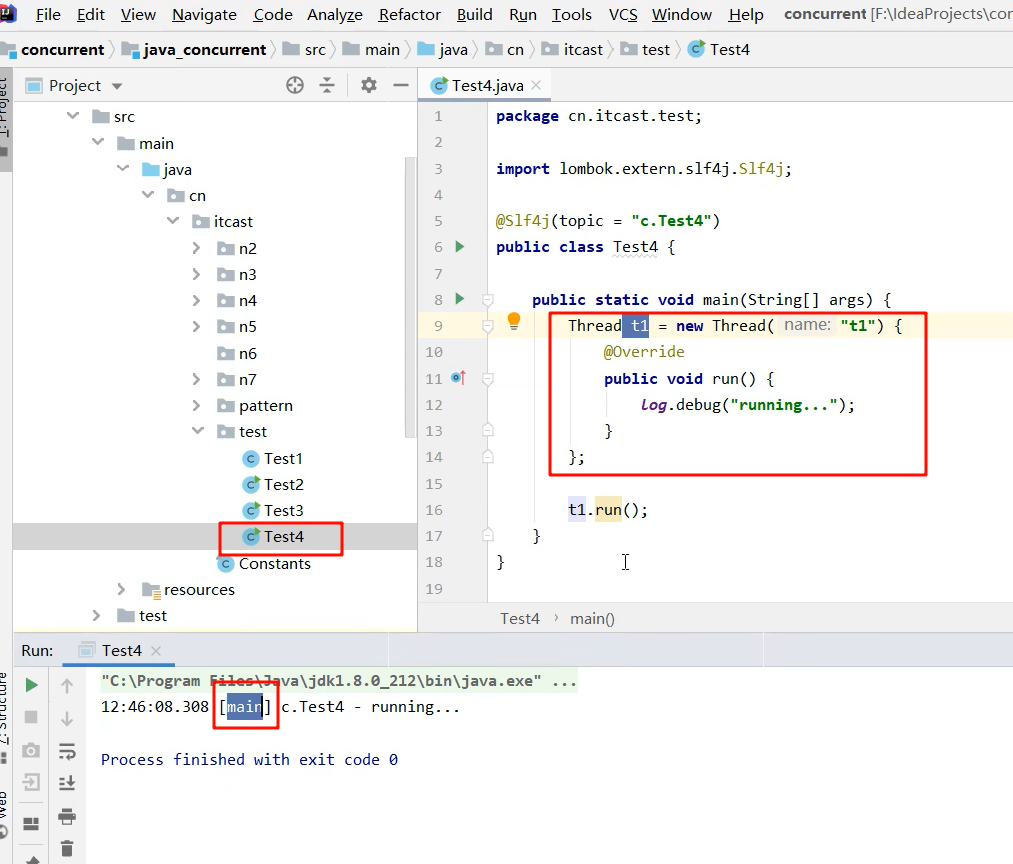 File Edit View Navigate Code Analyze Refactor Build Run Tools VCS Window Help concurrent [F:\IdeaProjects\con
concurrent java_concurrent src main java cn itcast test Test4
Project
1: Project
src
main
java
cn
itcast
n2
n3
n4
n5
n6
n7
pattern
test
Test1
Test2
Test3
Test4
Constants
resources
test
Test4.java
1 package cn.itcast.test;
2
3 import lombok.extern.slf4j.Slf4j;
4
5 @Slf4j(topic = "c.Test4")
6 public class Test4 {
7
8 public static void main(String[] args) {
9 Thread t1 = new Thread( name: "t1") {
10 @Override
11 public void run() {
12 log.debug("running...");
13 }
14 };
15
16 t1.run();
17 }
18 }
19
Test4 › main()
Run: Test4
"C:\Program Files\Java\jdk1.8.0_212\bin\java.exe" ...
12:46:08.308 [main] c.Test4 - running...
Process finished with exit code 0
7: Structure
Web